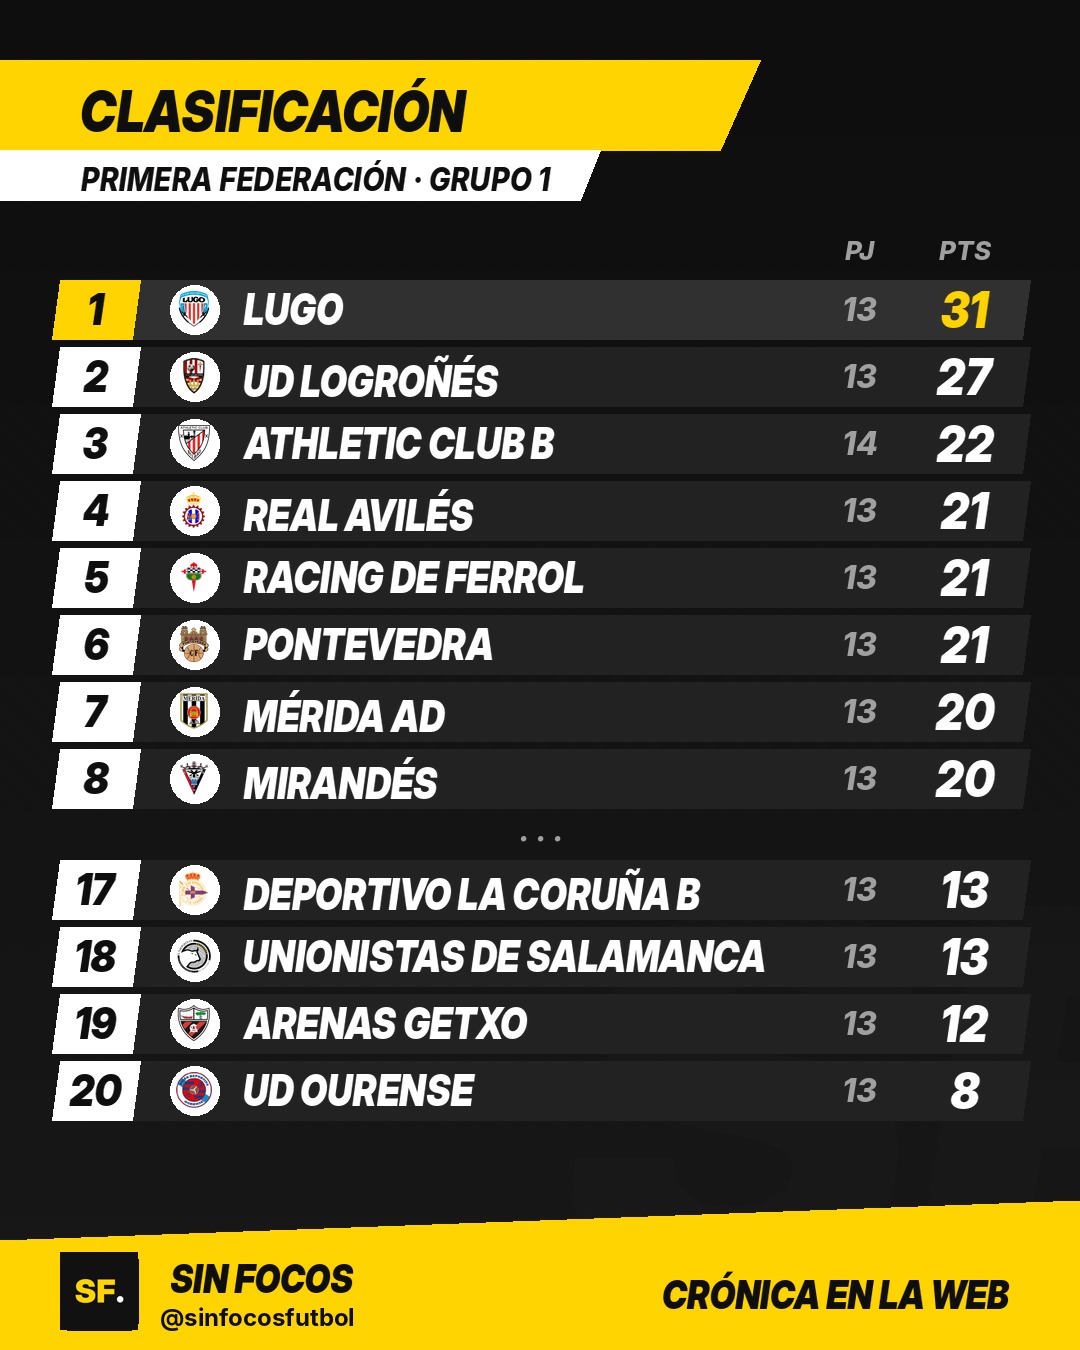 CLASIFICACIÓN
PRIMERA FEDERACIÓN · GRUPO 1
PJ PTS
1 LUGO 13 31
2 UD LOGROÑÉS 13 27
3 ATHLETIC CLUB B 14 22
4 REAL AVILÉS 13 21
5 RACING DE FERROL 13 21
6 PONTEVEDRA 13 21
7 MÉRIDA AD 13 20
8 MIRANDÉS 13 20
...
17 DEPORTIVO LA CORUÑA B 13 13
18 UNIONISTAS DE SALAMANCA 13 13
19 ARENAS GETXO 13 12
20 UD OURENSE 13 8
SF. SIN FOCOS
@sinfocosfutbol
CRÓNICA EN LA WEB